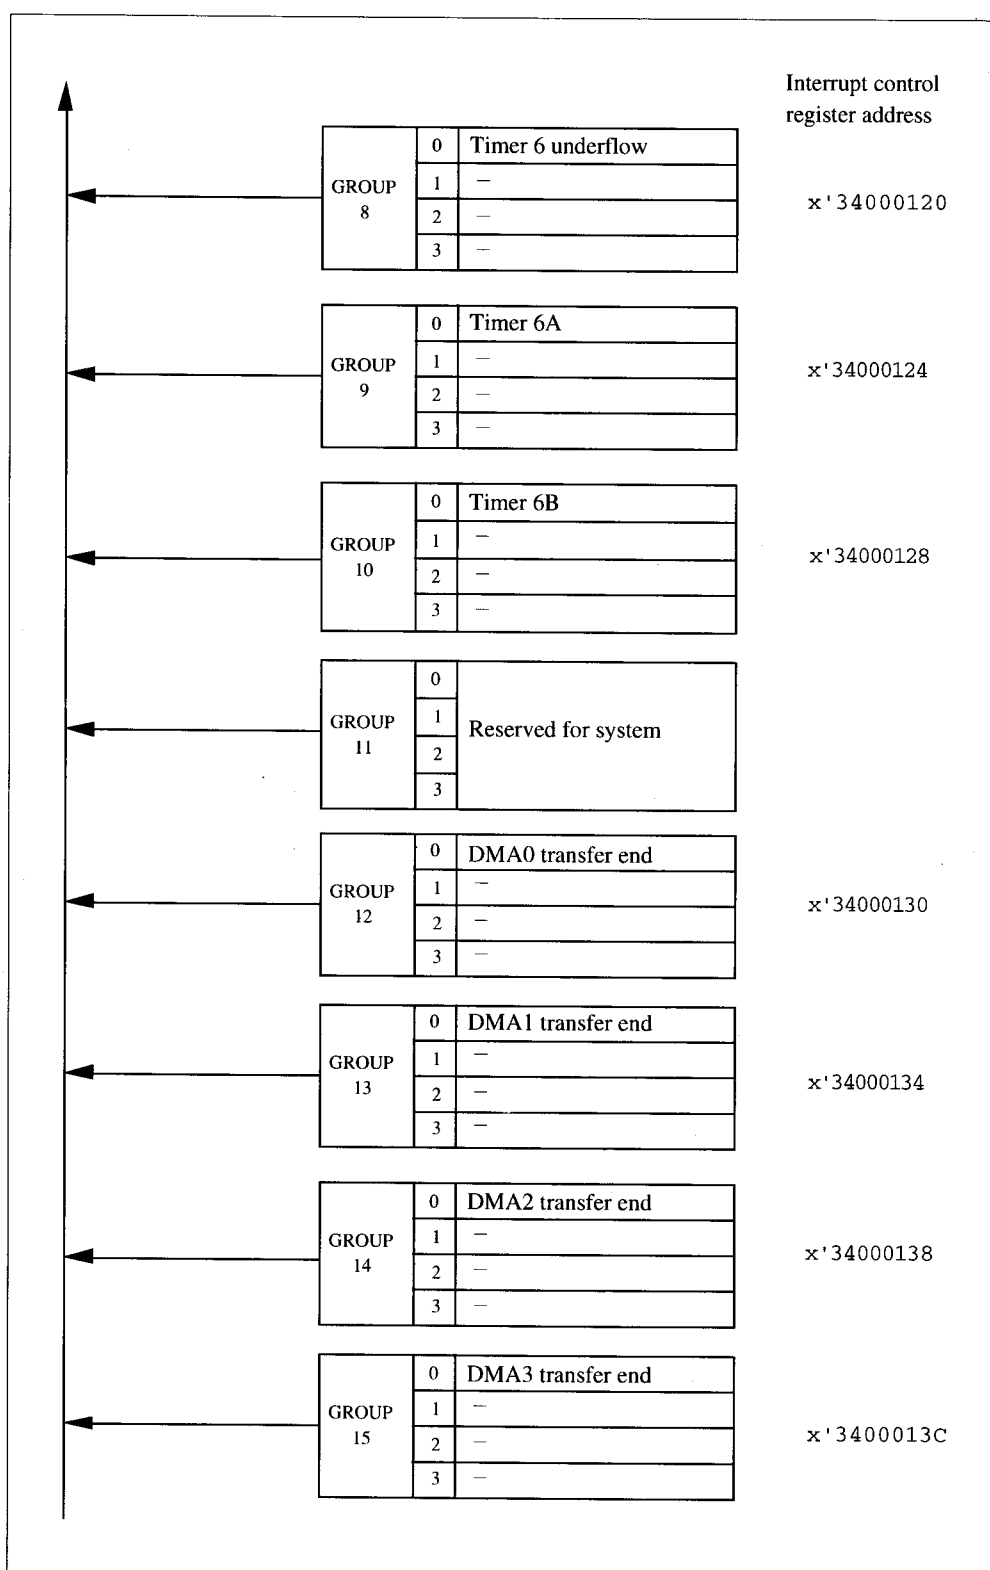 Interrupt control
register address
GROUP
8
0 Timer 6 underflow
1 –
2 –
3 –
x'34000120
GROUP
9
0 Timer 6A
1 –
2 –
3 –
x'34000124
GROUP
10
0 Timer 6B
1 –
2 –
3 –
x'34000128
GROUP
11
0
1
2
3
Reserved for system
GROUP
12
0 DMA0 transfer end
1 –
2 –
3 –
x'34000130
GROUP
13
0 DMA1 transfer end
1 –
2 –
3 –
x'34000134
GROUP
14
0 DMA2 transfer end
1 –
2 –
3 –
x'34000138
GROUP
15
0 DMA3 transfer end
1 –
2 –
3 –
x'3400013C